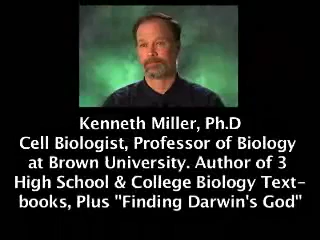 Kenneth Miller, Ph.D
Cell Biologist, Professor of Biology
at Brown University. Author of 3
High School & College Biology Text-
books, Plus "Finding Darwin's God"